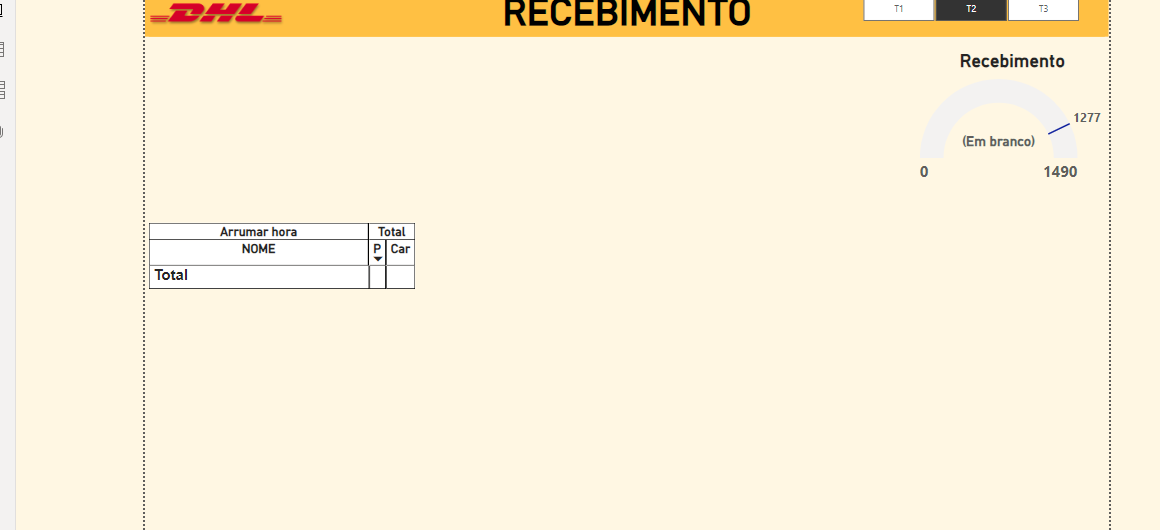 DHL
RECEBIMENTO
T1
T2
T3
Recebimento
1277
(Em branco)
0
1490
Arrumar hora
Total
NOME
P
Car
Total